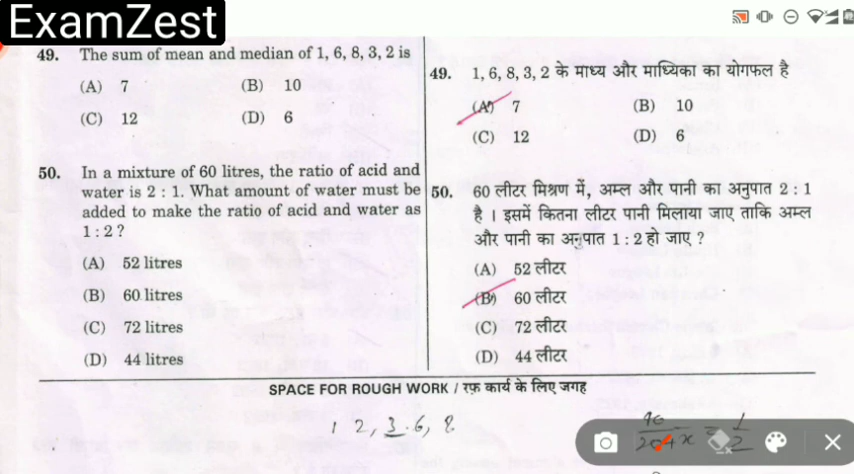 ExamZest
49. The sum of mean and median of 1, 6, 8, 3, 2 is
(A) 7 (B) 10
(C) 12 (D) 6
50. In a mixture of 60 litres, the ratio of acid and
water is 2 : 1. What amount of water must be
added to make the ratio of acid and water as
1 : 2 ?
(A) 52 litres
(B) 60 litres
(C) 72 litres
(D) 44 litres
49. 1, 6, 8, 3, 2 के माध्य और माध्यिका का योगफल है
(A) 7 (B) 10
(C) 12 (D) 6
50. 60 लीटर मिश्रण में, अम्ल और पानी का अनुपात 2 : 1
है । इसमें कितना लीटर पानी मिलाया जाए ताकि अम्ल
और पानी का अनुपात 1 : 2 हो जाए ?
(A) 52 लीटर
(B) 60 लीटर
(C) 72 लीटर
(D) 44 लीटर
SPACE FOR ROUGH WORK / रफ़ कार्य के लिए जगह
1 2, 3. 6, 8